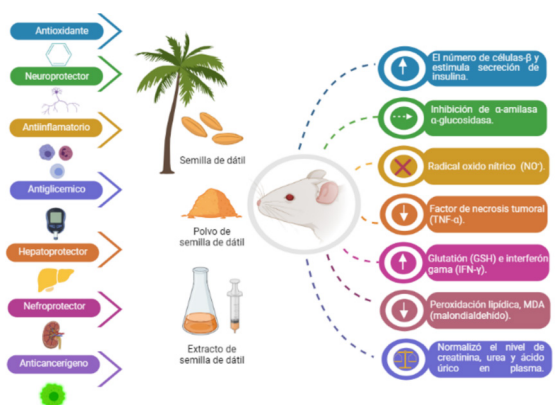 Antioxidante
Neuroprotector
Antiinflamatorio
Antiglicemico
Hepatoprotector
Nefroprotector
Anticancerígeno
Semilla de dátil
Polvo de
semilla de dátil
Extracto de
semilla de dátil
El número de células-β y
estimula secreción de
insulina.
Inhibición de α-amilasa
α-glucosidasa.
Radical oxido nítrico (NO·).
Factor de necrosis tumoral
(TNF-α).
Glutatión (GSH) e interferón
gama (IFN-γ).
Peroxidación lipídica, MDA
(malondialdehído).
Normalizó el nivel de
creatinina, urea y ácido
úrico en plasma.